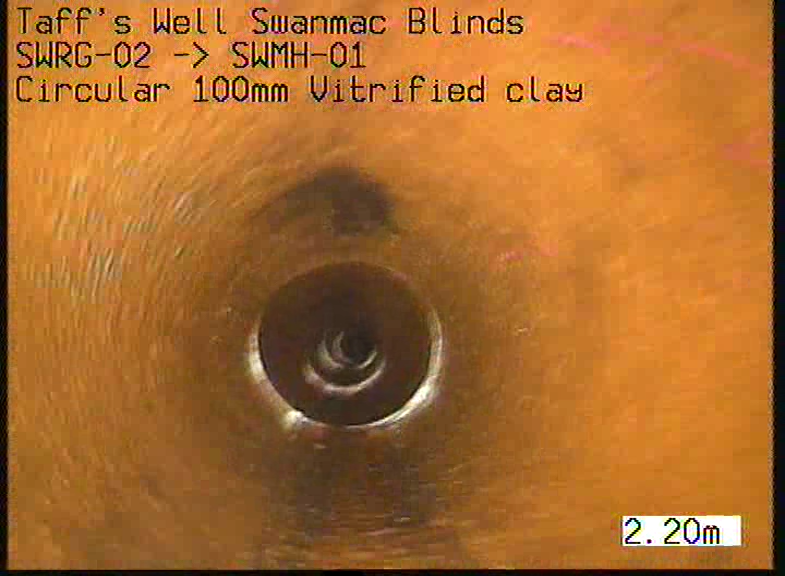 Taff's Well Swanmac Blinds
SWRG-02 -> SWMH-01
Circular 100mm Vitrified clay
2.20m